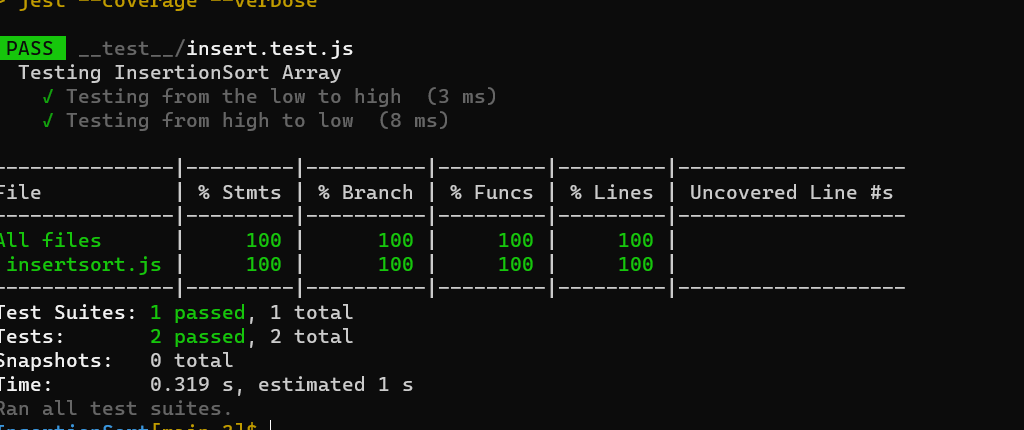 > jest --coverage --verbose
PASS __test__/insert.test.js
Testing InsertionSort Array
√ Testing from the low to high (3 ms)
√ Testing from high to low (8 ms)
---------------|---------|----------|---------|---------|-------------------
File | % Stmts | % Branch | % Funcs | % Lines | Uncovered Line #s
---------------|---------|----------|---------|---------|-------------------
All files | 100 | 100 | 100 | 100 |
insertsort.js | 100 | 100 | 100 | 100 |
---------------|---------|----------|---------|---------|-------------------
Test Suites: 1 passed, 1 total
Tests: 2 passed, 2 total
Snapshots: 0 total
Time: 0.319 s, estimated 1 s
Ran all test suites.
InsertionSort[main ?]$